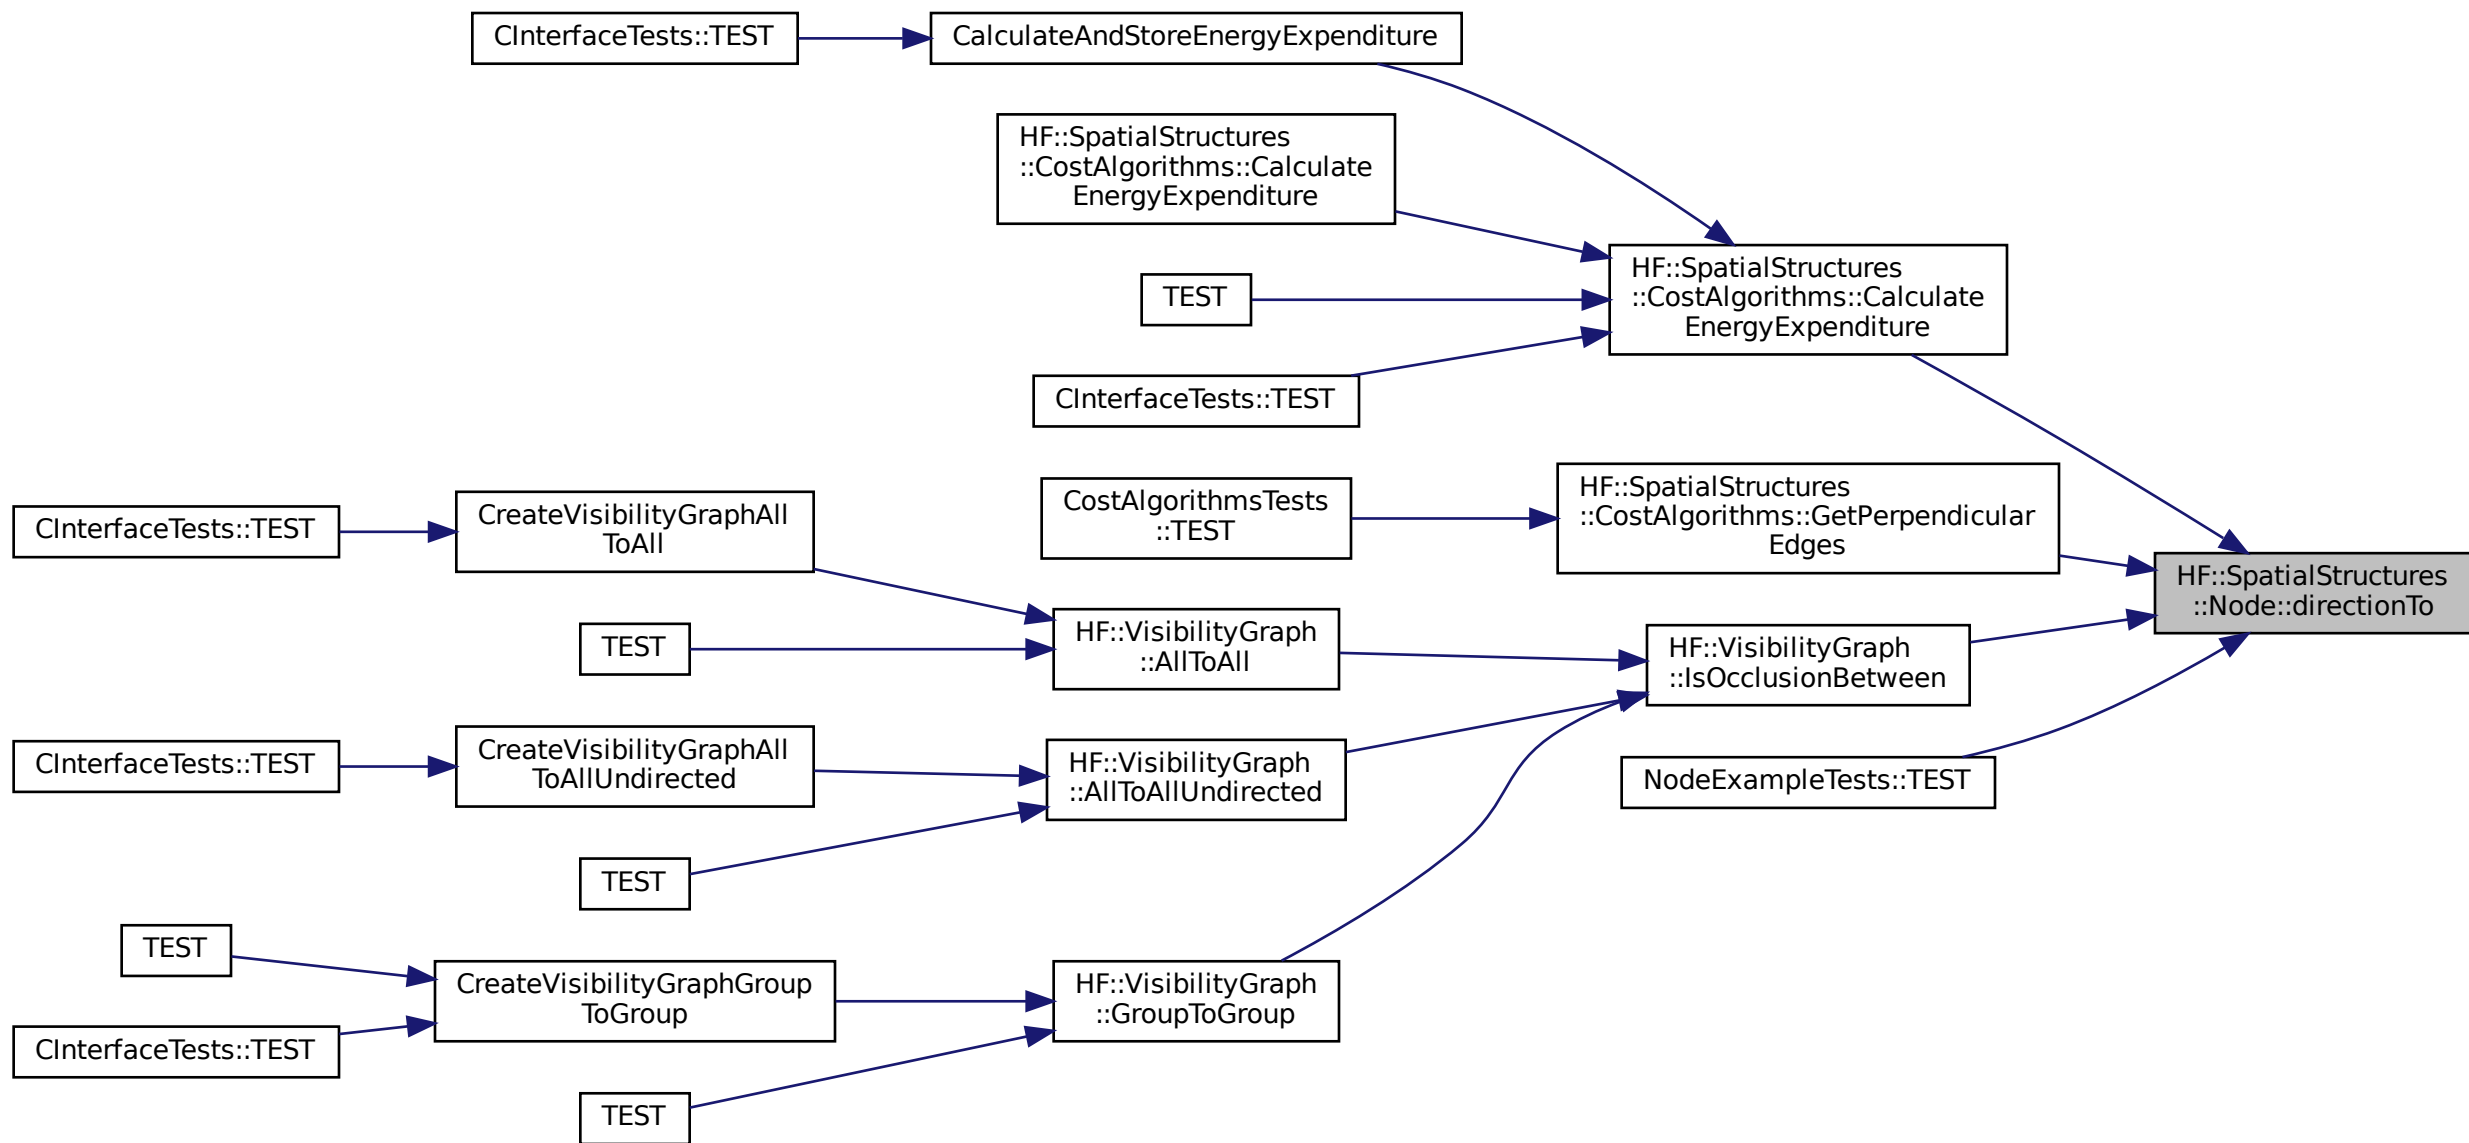 CInterfaceTests::TEST
CalculateAndStoreEnergyExpenditure
HF::SpatialStructures
::CostAlgorithms::Calculate
EnergyExpenditure
TEST
CInterfaceTests::TEST
HF::SpatialStructures
::CostAlgorithms::Calculate
EnergyExpenditure
CostAlgorithmsTests
::TEST
HF::SpatialStructures
::CostAlgorithms::GetPerpendicular
Edges
CInterfaceTests::TEST
CreateVisibilityGraphAll
ToAll
TEST
HF::VisibilityGraph
::AllToAll
HF::VisibilityGraph
::IsOcclusionBetween
HF::SpatialStructures
::Node::directionTo
CInterfaceTests::TEST
CreateVisibilityGraphAll
ToAllUndirected
HF::VisibilityGraph
::AllToAllUndirected
NodeExampleTests::TEST
TEST
TEST
CInterfaceTests::TEST
CreateVisibilityGraphGroup
ToGroup
HF::VisibilityGraph
::GroupToGroup
TEST